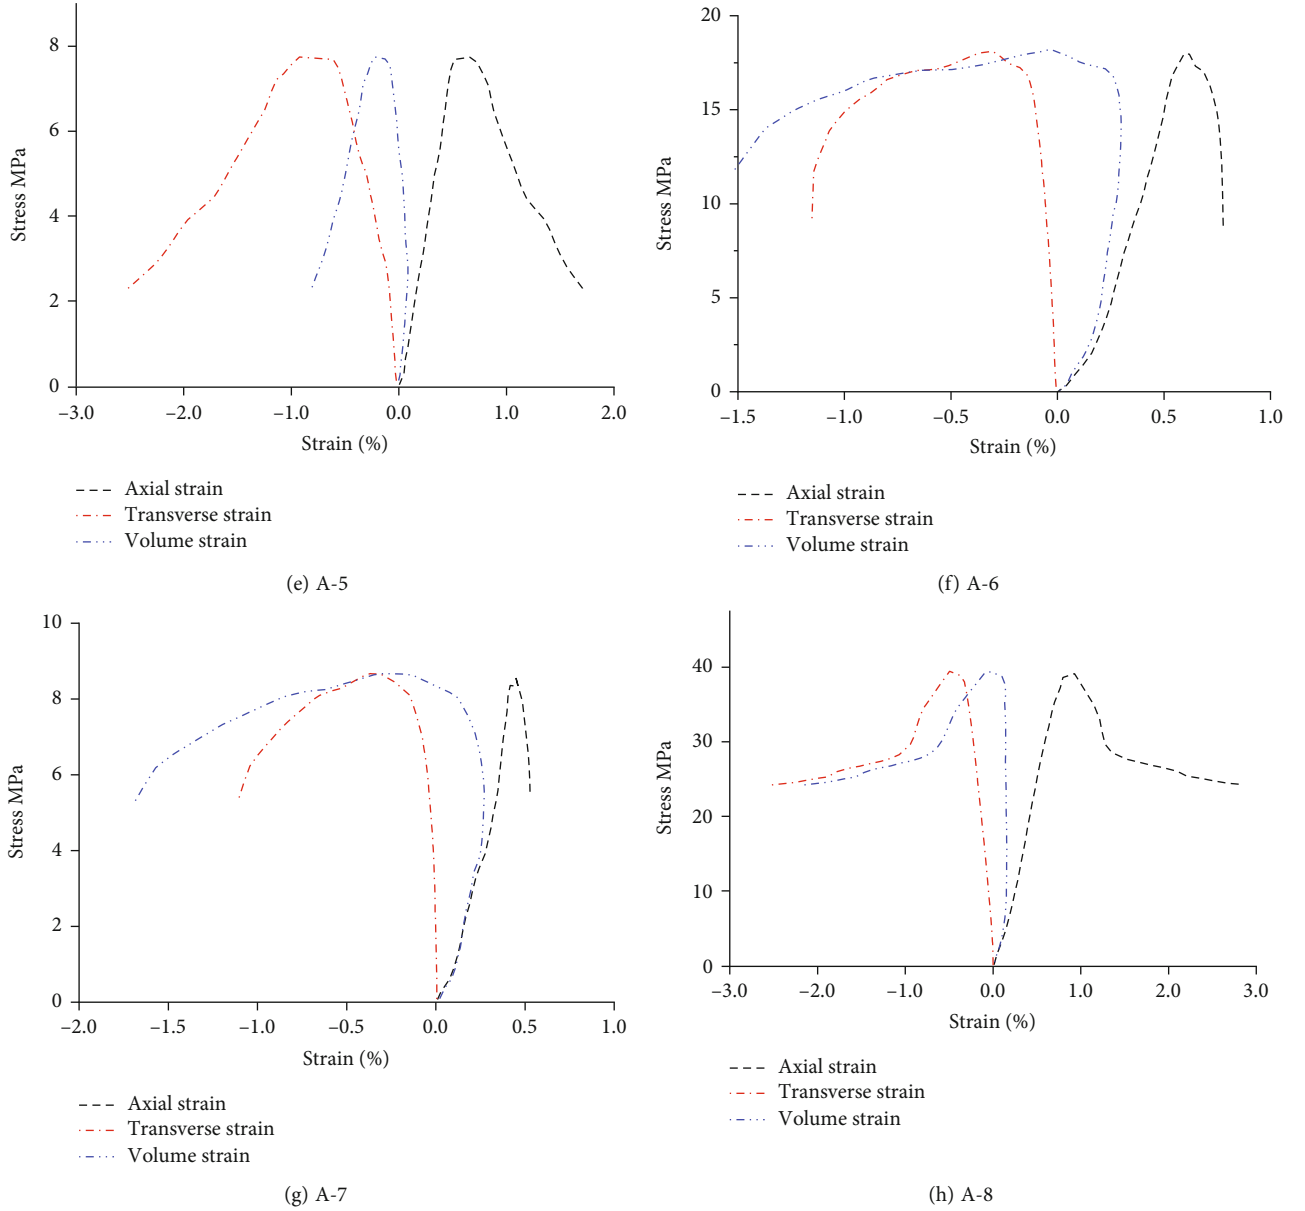 8
6
4
2
0
Stress MPa
–3.0 –2.0 –1.0 0.0 1.0 2.0
Strain (%)
Axial strain
Transverse strain
Volume strain
(e) A-5
20
15
10
5
0
Stress MPa
–1.5 –1.0 –0.5 0.0 0.5 1.0
Strain (%)
Axial strain
Transverse strain
Volume strain
(f) A-6
10
8
6
4
2
0
Stress MPa
–2.0 –1.5 –1.0 –0.5 0.0 0.5 1.0
Strain (%)
Axial strain
Transverse strain
Volume strain
(g) A-7
40
30
20
10
0
Stress MPa
–3.0 –2.0 –1.0 0.0 1.0 2.0 3.0
Strain (%)
Axial strain
Transverse strain
Volume strain
(h) A-8